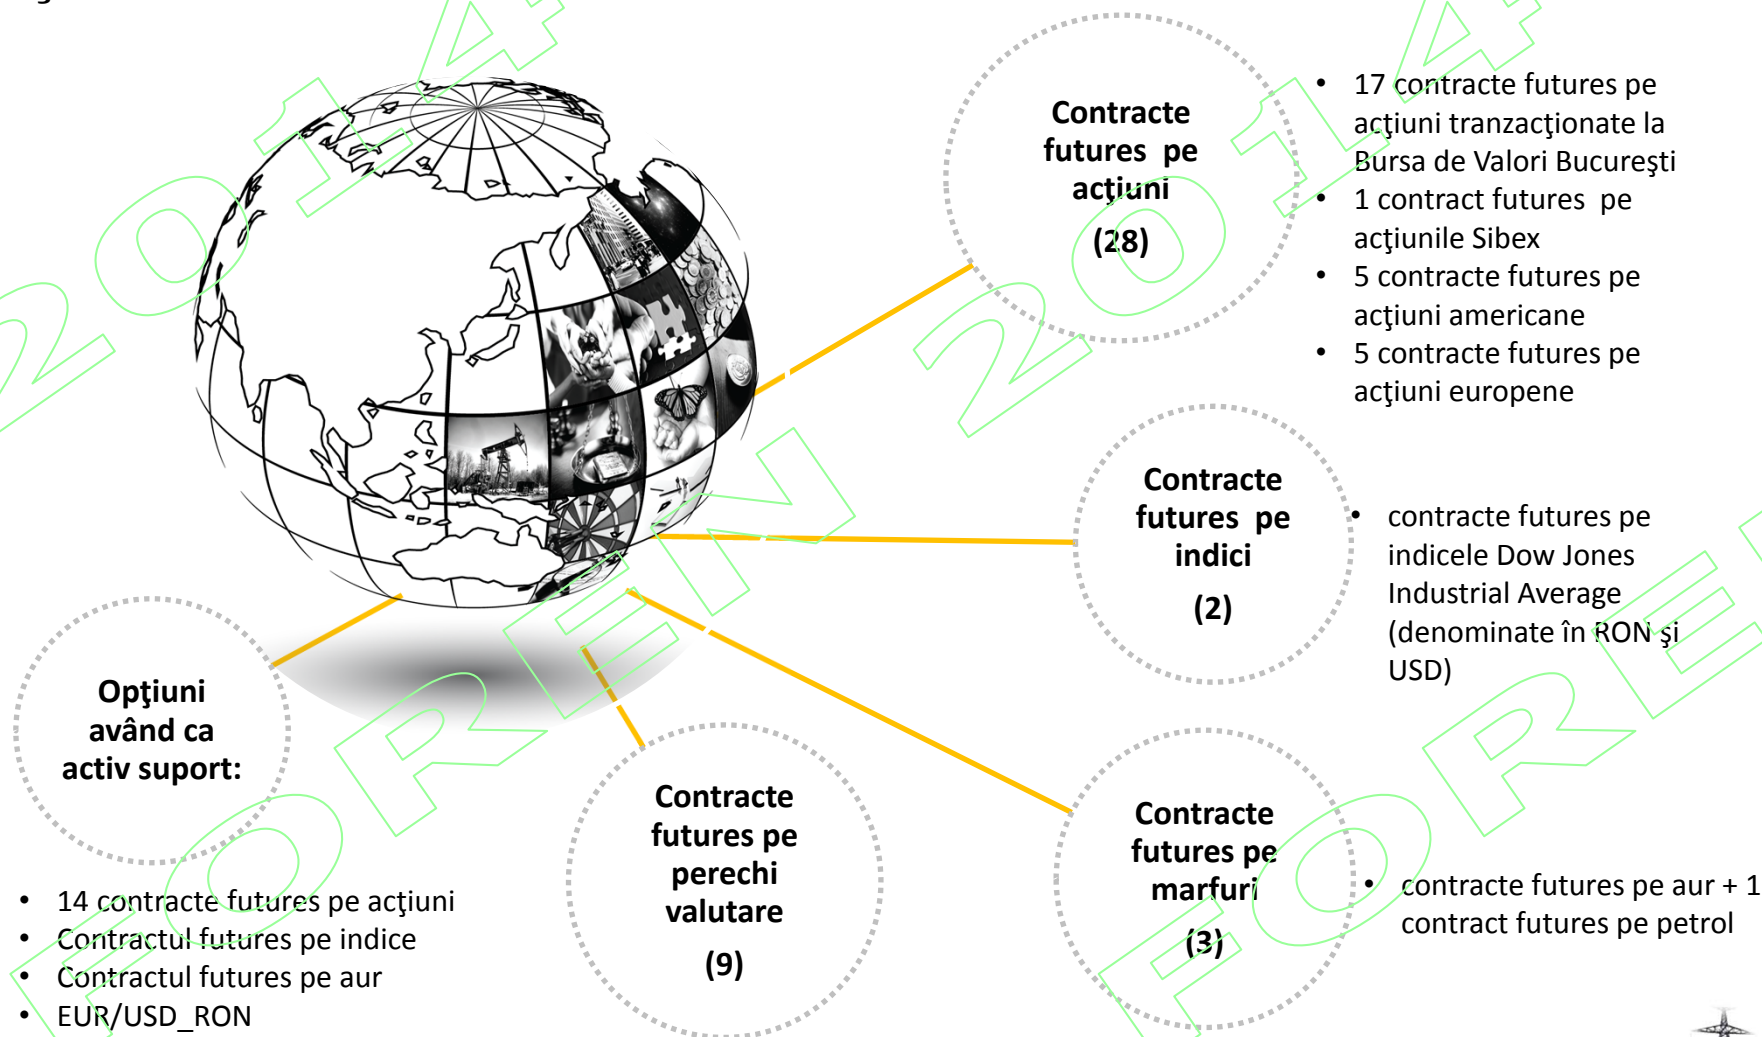 Contracte
futures pe
acţiuni
(28)
• 17 contracte futures pe
acţiuni tranzacţionate la
Bursa de Valori Bucureşti
• 1 contract futures pe
acţiunile Sibex
• 5 contracte futures pe
acţiuni americane
• 5 contracte futures pe
acţiuni europene
Contracte
futures pe
indici
(2)
• contracte futures pe
indicele Dow Jones
Industrial Average
(denominate în RON şi
USD)
Opţiuni
având ca
activ suport:
• 14 contracte futures pe acţiuni
• Contractul futures pe indice
• Contractul futures pe aur
• EUR/USD_RON
Contracte
futures pe
perechi
valutare
(9)
Contracte
futures pe
marfuri
(3)
• contracte futures pe aur + 1
contract futures pe petrol
FOREN 2014
FORE
2014